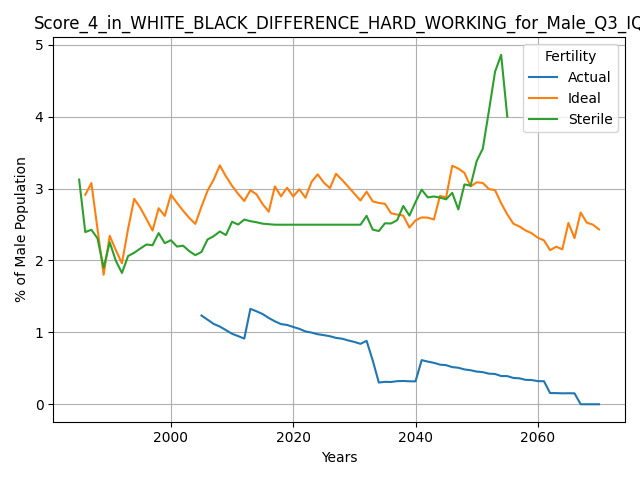 Score_4_in_WHITE_BLACK_DIFFERENCE_HARD_WORKING_for_Male_Q3_IQ
% of Male Population
5
4
3
2
1
0
Fertility
Actual
Ideal
Sterile
2000
2020
2040
2060
Years